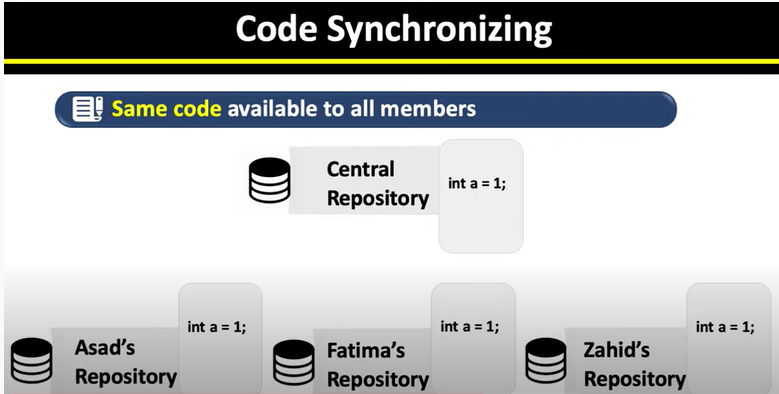 Code Synchronizing
Same code available to all members
Central
Repository
int a = 1;
int a = 1;
int a = 1;
int a = 1;
Asad's
Repository
Fatima's
Repository
Zahid's
Repository